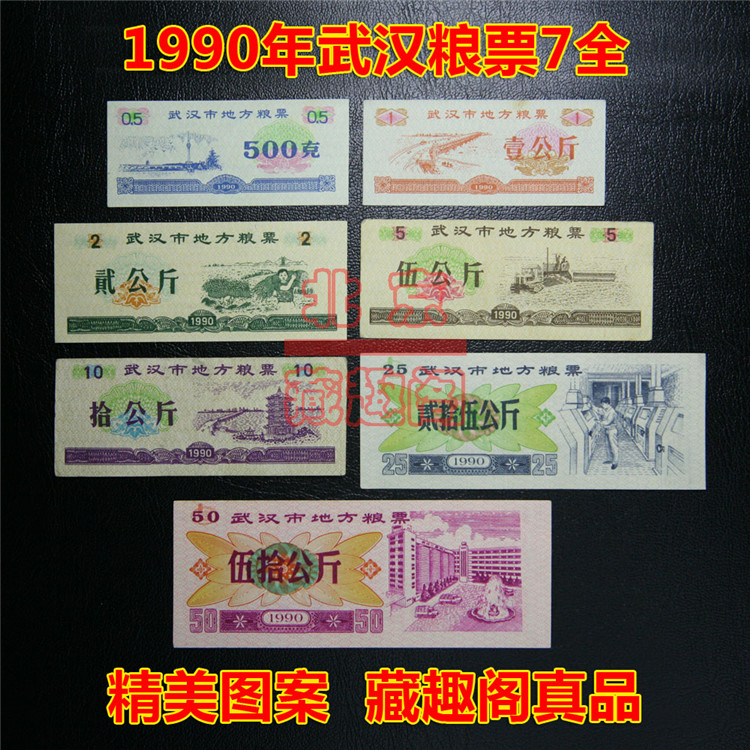 1990年武汉粮票7全
0.5 武汉市地方粮票 0.5
500克
1990
1 武汉市地方粮票 1
壹公斤
1990
2 武汉市地方粮票 2
貳公斤
1990
5 武汉市地方粮票 5
伍公斤
1990
北京
藏趣阁
10 武汉市地方粮票 10
拾公斤
1990
25 武汉市地方粮票
贰拾伍公斤
25 1990 25
50 武汉市地方粮票
伍拾公斤
50 1990 50
精美图案 藏趣阁真品